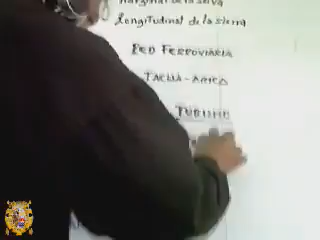 Marginal de la selva
Longitudinal de la sierra
RED FERROVIARIA
TACNA - ARICA